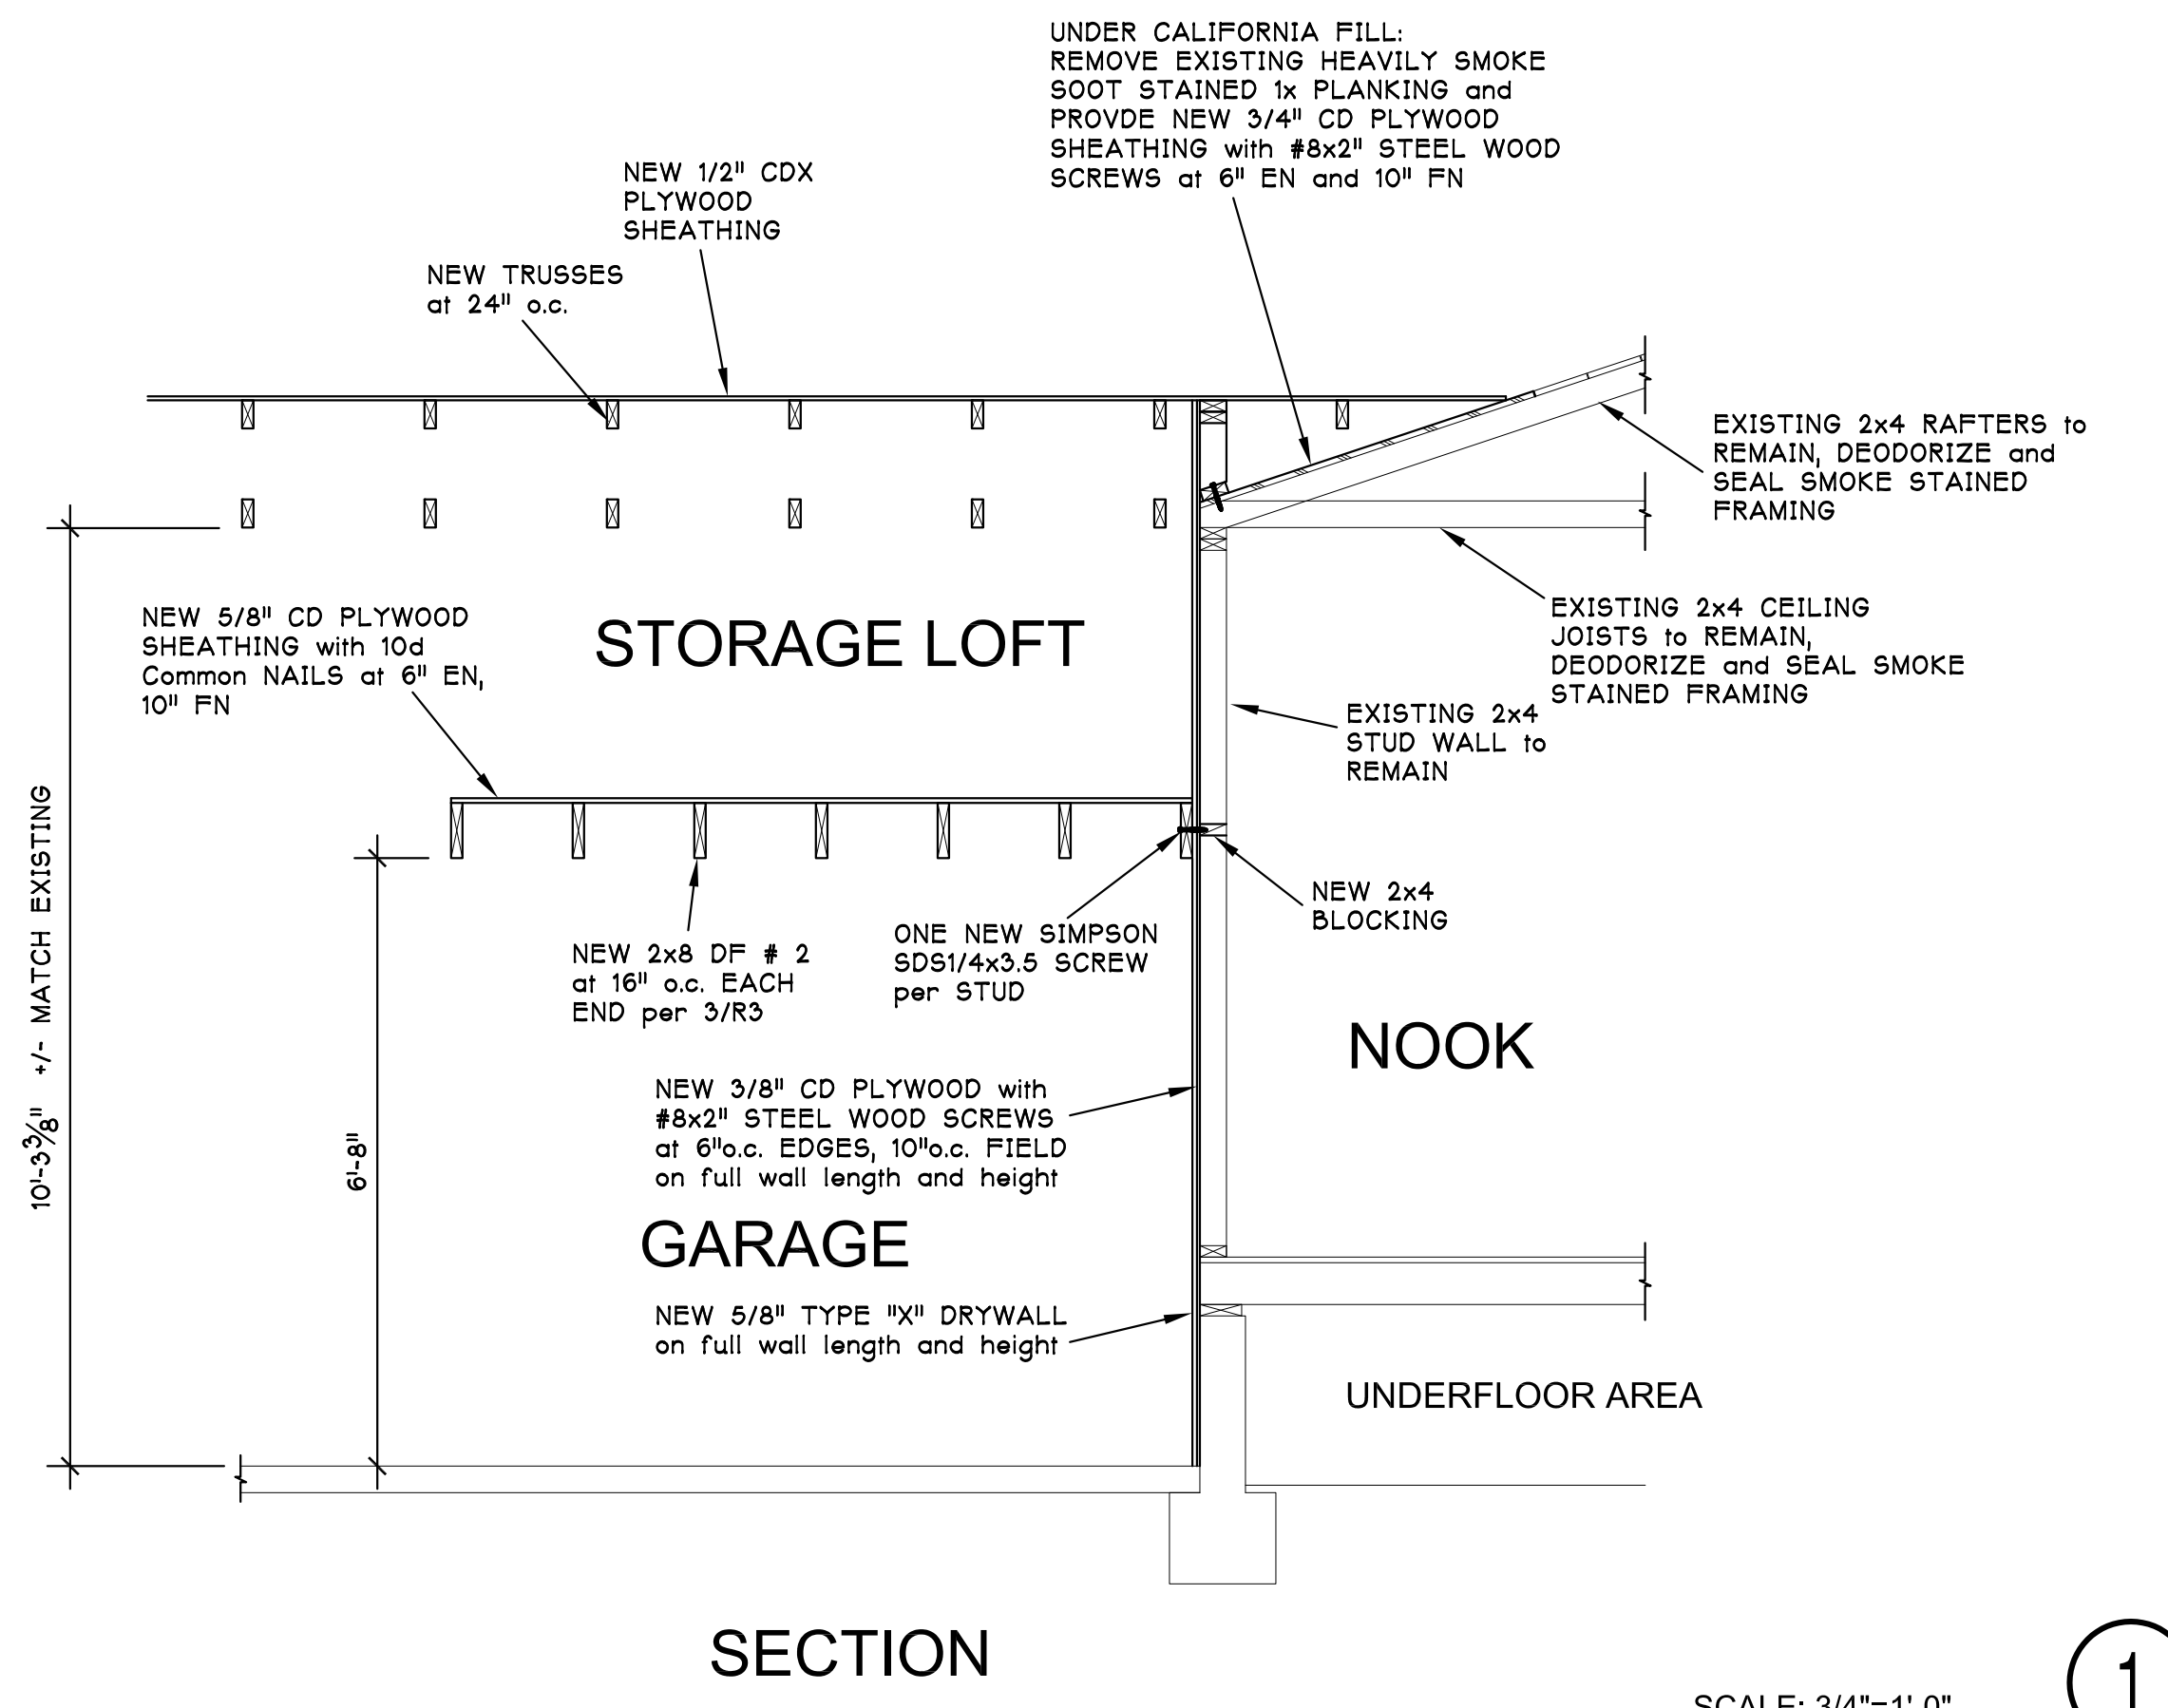 UNDER CALIFORNIA FILL:
REMOVE EXISTING HEAVILY SMOKE
SOOT STAINED 1x PLANKING and
PROVDE NEW 3/4" CD PLYWOOD
SHEATHING with #8x2" STEEL WOOD
SCREWS at 6" EN and 10" FN
NEW 1/2" CDX
PLYWOOD
SHEATHING
NEW TRUSSES
at 24" o.c.
EXISTING 2x4 RAFTERS to
REMAIN, DEODORIZE and
SEAL SMOKE STAINED
FRAMING
EXISTING 2x4 CEILING
JOISTS to REMAIN,
DEODORIZE and SEAL SMOKE
STAINED FRAMING
NEW 5/8" CD PLYWOOD
SHEATHING with 10d
Common NAILS at 6" EN,
10" FN
STORAGE LOFT
EXISTING 2x4
STUD WALL to
REMAIN
10'-3 3/8" +/- MATCH EXISTING
6'-8"
NEW 2x4
BLOCKING
NEW 2x8 DF # 2
at 16" o.c. EACH
END per 3/R3
ONE NEW SIMPSON
SDS1/4x3.5 SCREW
per STUD
NOOK
NEW 3/8" CD PLYWOOD with
#8x2" STEEL WOOD SCREWS
at 6"o.c. EDGES, 10"o.c. FIELD
on full wall length and height
GARAGE
NEW 5/8" TYPE "X" DRYWALL
on full wall length and height
UNDERFLOOR AREA
SECTION
SCALE: 3/4"=1'-0"
1